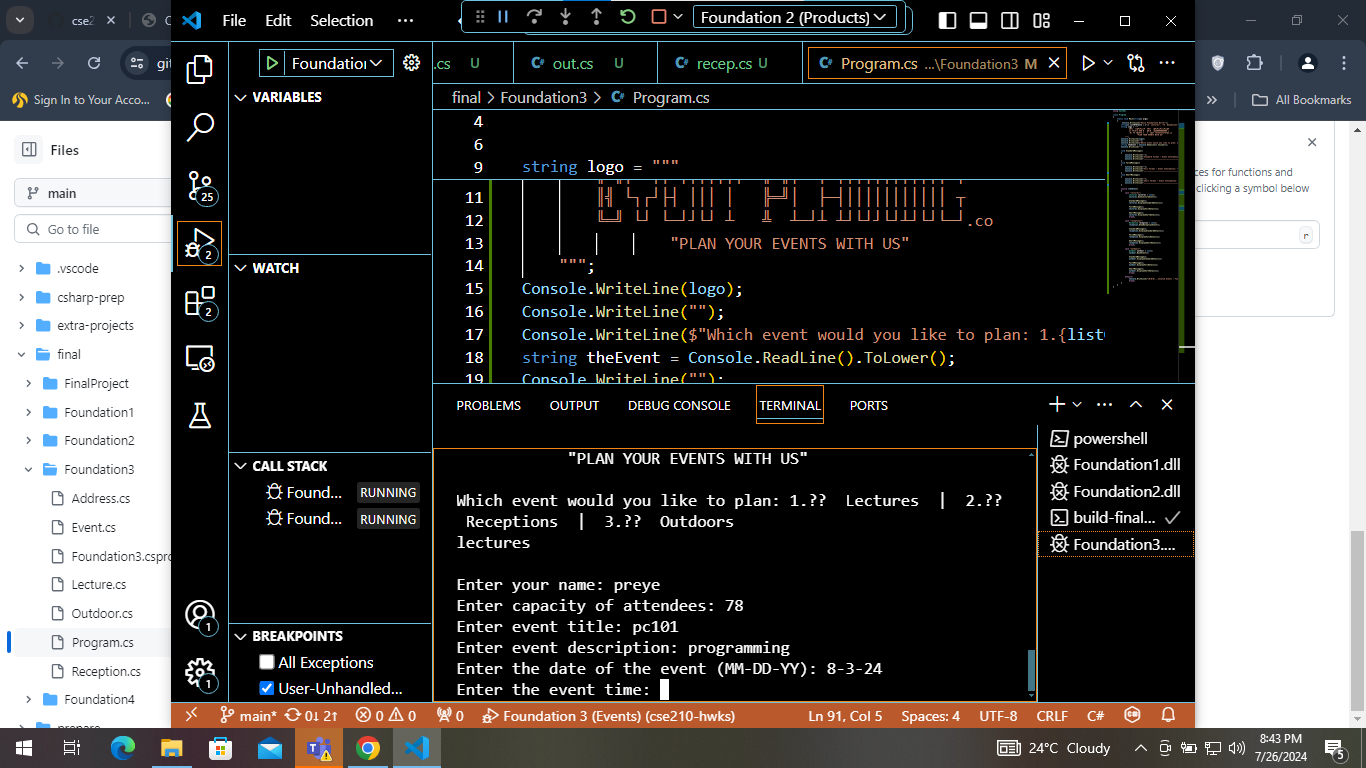 cse2
File Edit Selection ···
Foundation 2 (Products)
git
Sign In to Your Acco...
All Bookmarks
Files
main
Go to file
.vscode
csharp-prep
extra-projects
final
FinalProject
Foundation1
Foundation2
Foundation3
Address.cs
Event.cs
Foundation3.cspro
Lecture.cs
Outdoor.cs
Program.cs
Reception.cs
Foundation4
prepare
25
2
2
1
1
VARIABLES
WATCH
CALL STACK
Found... RUNNING
Found... RUNNING
BREAKPOINTS
All Exceptions
User-Unhandled...
.cs U out.cs U recep.cs U Program.cs ...\Foundation3 M
final > Foundation3 > Program.cs
4
6
9 string logo = """
11
12 .co
13 "PLAN YOUR EVENTS WITH US"
14 """;
15 Console.WriteLine(logo);
16 Console.WriteLine("");
17 Console.WriteLine($"Which event would you like to plan: 1.{list
18 string theEvent = Console.ReadLine().ToLower();
19 Console.WriteLine("");
PROBLEMS OUTPUT DEBUG CONSOLE TERMINAL PORTS
"PLAN YOUR EVENTS WITH US"
Which event would you like to plan: 1.?? Lectures | 2.??
Receptions | 3.?? Outdoors
lectures
Enter your name: preye
Enter capacity of attendees: 78
Enter event title: pc101
Enter event description: programming
Enter the date of the event (MM-DD-YY): 8-3-24
Enter the event time:
powershell
Foundation1.dll
Foundation2.dll
build-final...
Foundation3....
ces for functions and
clicking a symbol below
r
main* 0↓ 2↑ 0 0 0 Foundation 3 (Events) (cse210-hwks) Ln 91, Col 5 Spaces: 4 UTF-8 CRLF C#
24°C Cloudy
8:43 PM
7/26/2024
5